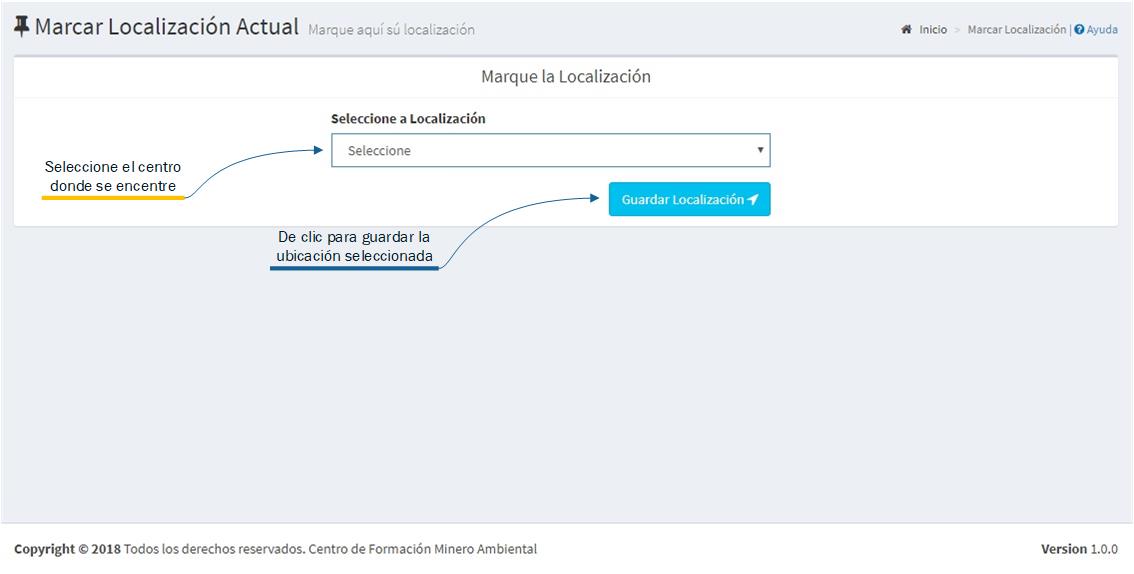 Marcar Localización Actual Marque aquí sú localización
Inicio > Marcar Localización | Ayuda
Marque la Localización
Seleccione a Localización
Seleccione
Seleccione el centro
donde se encentre
Guardar Localización
De clic para guardar la
ubicación seleccionada
Copyright © 2018 Todos los derechos reservados. Centro de Formación Minero Ambiental
Version 1.0.0